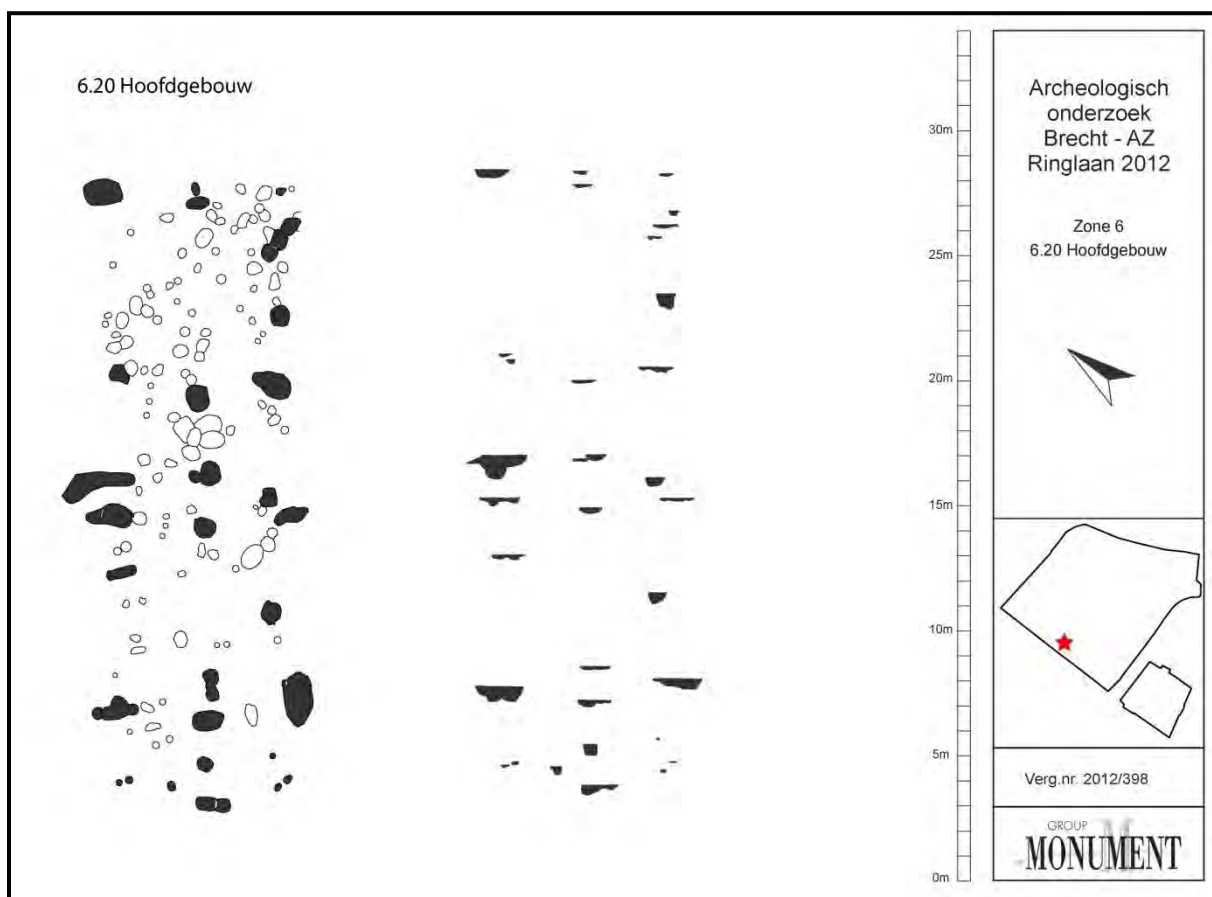 6.20 Hoofdgebouw
30m
25m
20m
15m
10m
5m
0m
Archeologisch
onderzoek
Brecht - AZ
Ringlaan 2012
Zone 6
6.20 Hoofdgebouw
Verg.nr. 2012/398
GROUP
MONUMENT